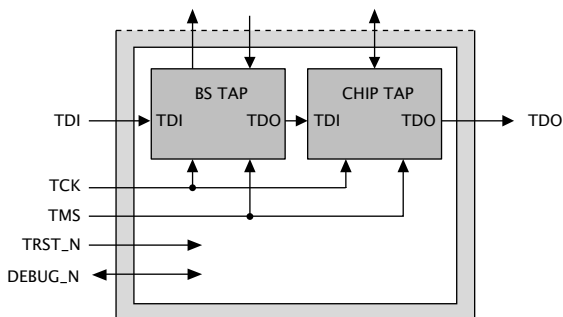 BS TAP
CHIP TAP
TDI
TDI
TDO
TDI
TDO
TDO
TCK
TMS
TRST_N
DEBUG_N